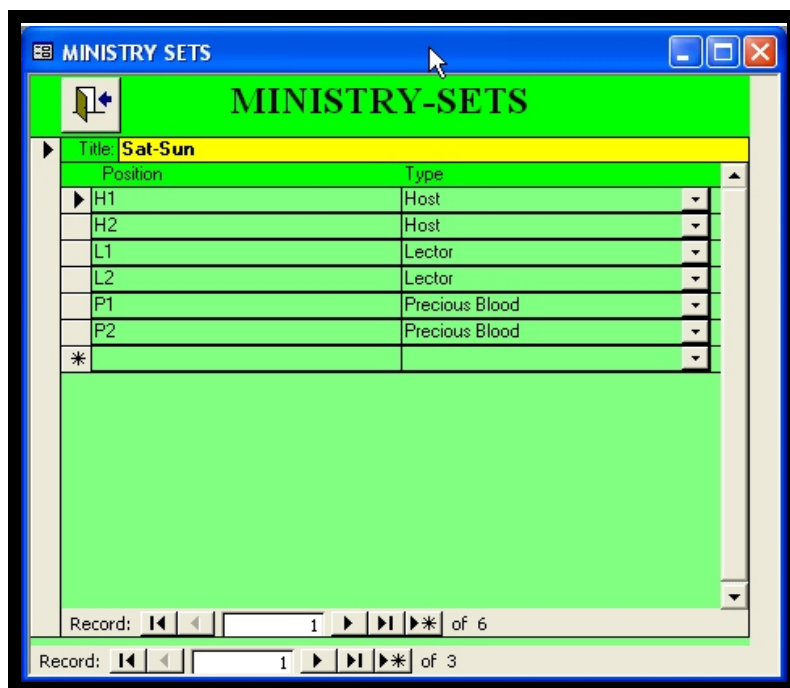 MINISTRY SETS
MINISTRY-SETS
Title: Sat-Sun
Position Type
H1 Host
H2 Host
L1 Lector
L2 Lector
P1 Precious Blood
P2 Precious Blood
Record: 1 of 6
Record: 1 of 3